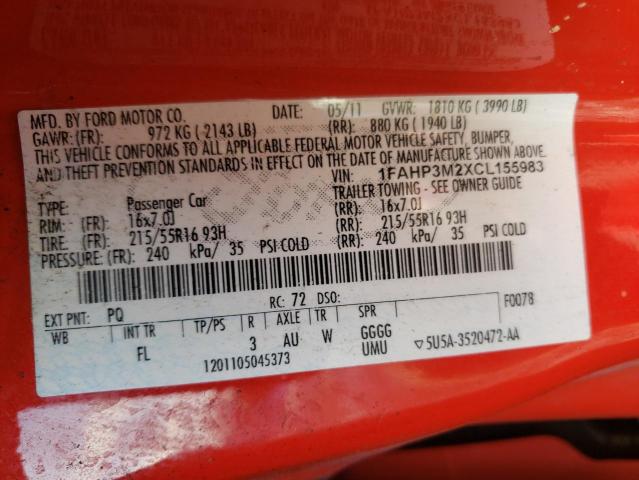 MFD. BY FORD MOTOR CO. DATE: 05/11 GVWR: 1810 KG ( 3990 LB)
GAWR: (FR): 972 KG ( 2143 LB) (RR): 880 KG ( 1940 LB)
THIS VEHICLE CONFORMS TO ALL APPLICABLE FEDERAL MOTOR VEHICLE SAFETY, BUMPER,
AND THEFT PREVENTION STANDARDS IN EFFECT ON THE DATE OF MANUFACTURE SHOWN ABOVE.
VIN: 1FAHP3M2XCL155983
TYPE: Passenger Car TRAILER TOWING - SEE OWNER GUIDE
RIM: (FR): 16x7.0J (RR): 16x7.0J
TIRE: (FR): 215/55R16 93H (RR): 215/55R16 93H
PRESSURE: (FR): 240 kPa/ 35 PSI COLD (RR): 240 kPa/ 35 PSI COLD
RC: 72 DSO: F0078
EXT PNT: PQ
WB INT TR TP/PS R AXLE TR SPR
FL 3 AU W GGGG
1201105045373 UMU ▽5U5A-3520472-AA